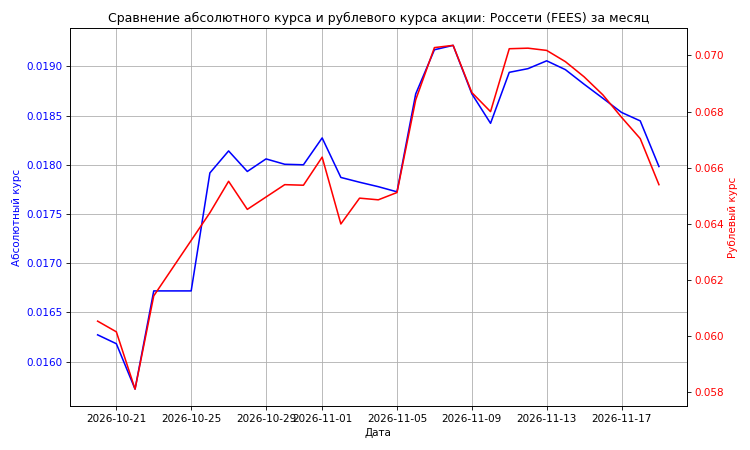 Сравнение абсолютного курса и рублевого курса акции: Россети (FEES) за месяц
0.0190
0.0185
0.0180
0.0175
0.0170
0.0165
0.0160
Абсолютный курс
0.070
0.068
0.066
0.064
0.062
0.060
0.058
Рублевый курс
2026-10-21 2026-10-25 2026-10-29 2026-11-01 2026-11-05 2026-11-09 2026-11-13 2026-11-17
Дата